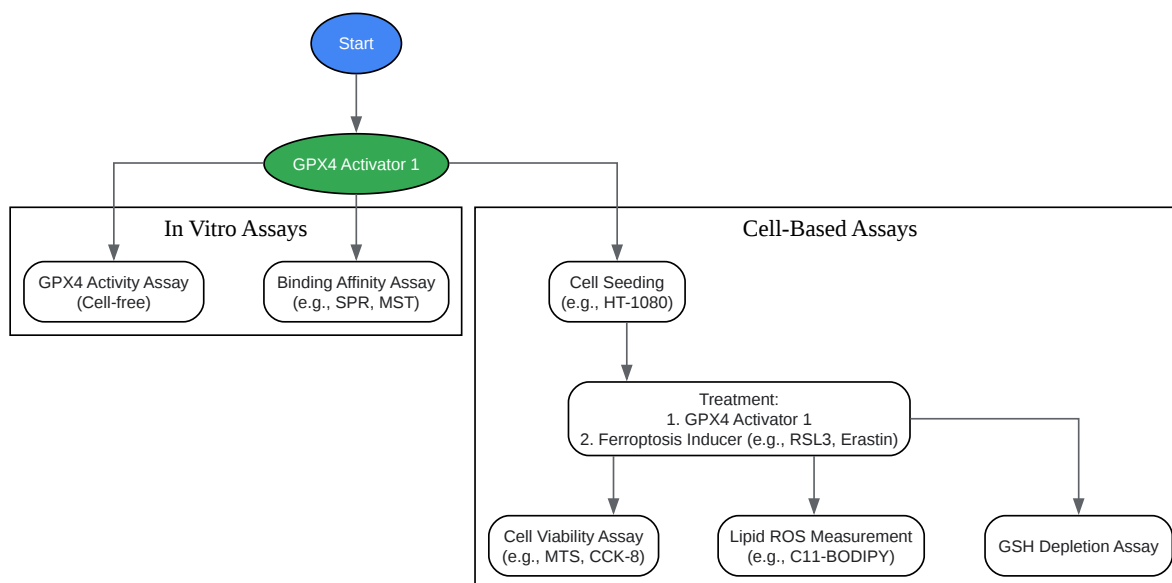 Start
GPX4 Activator 1
In Vitro Assays
GPX4 Activity Assay
(Cell-free)
Binding Affinity Assay
(e.g., SPR, MST)
Cell-Based Assays
Cell Seeding
(e.g., HT-1080)
Treatment:
1. GPX4 Activator 1
2. Ferroptosis Inducer (e.g., RSL3, Erastin)
Cell Viability Assay
(e.g., MTS, CCK-8)
Lipid ROS Measurement
(e.g., C11-BODIPY)
GSH Depletion Assay